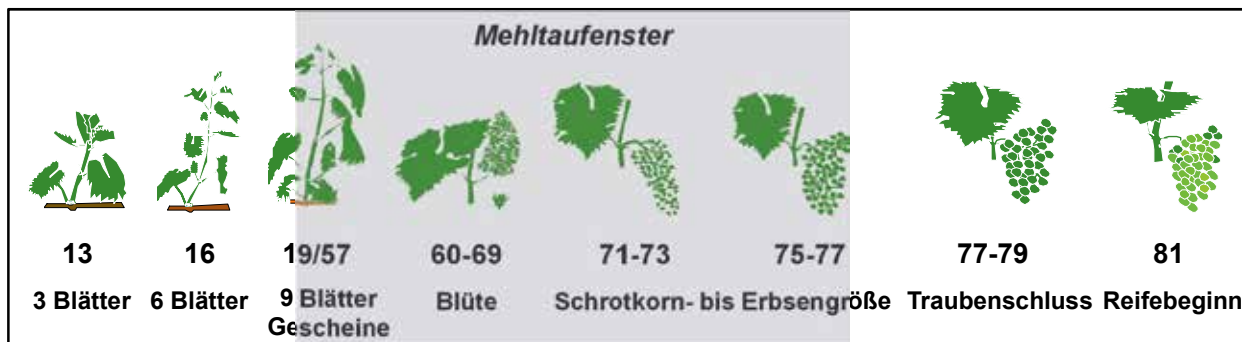 Mehltaufenster
13 16 19/57 60-69 71-73 75-77 77-79 81
3 Blätter 6 Blätter 9 Blätter Blüte Schrotkorn- bis Erbsengröße Traubenschluss Reifebeginn
Gescheine